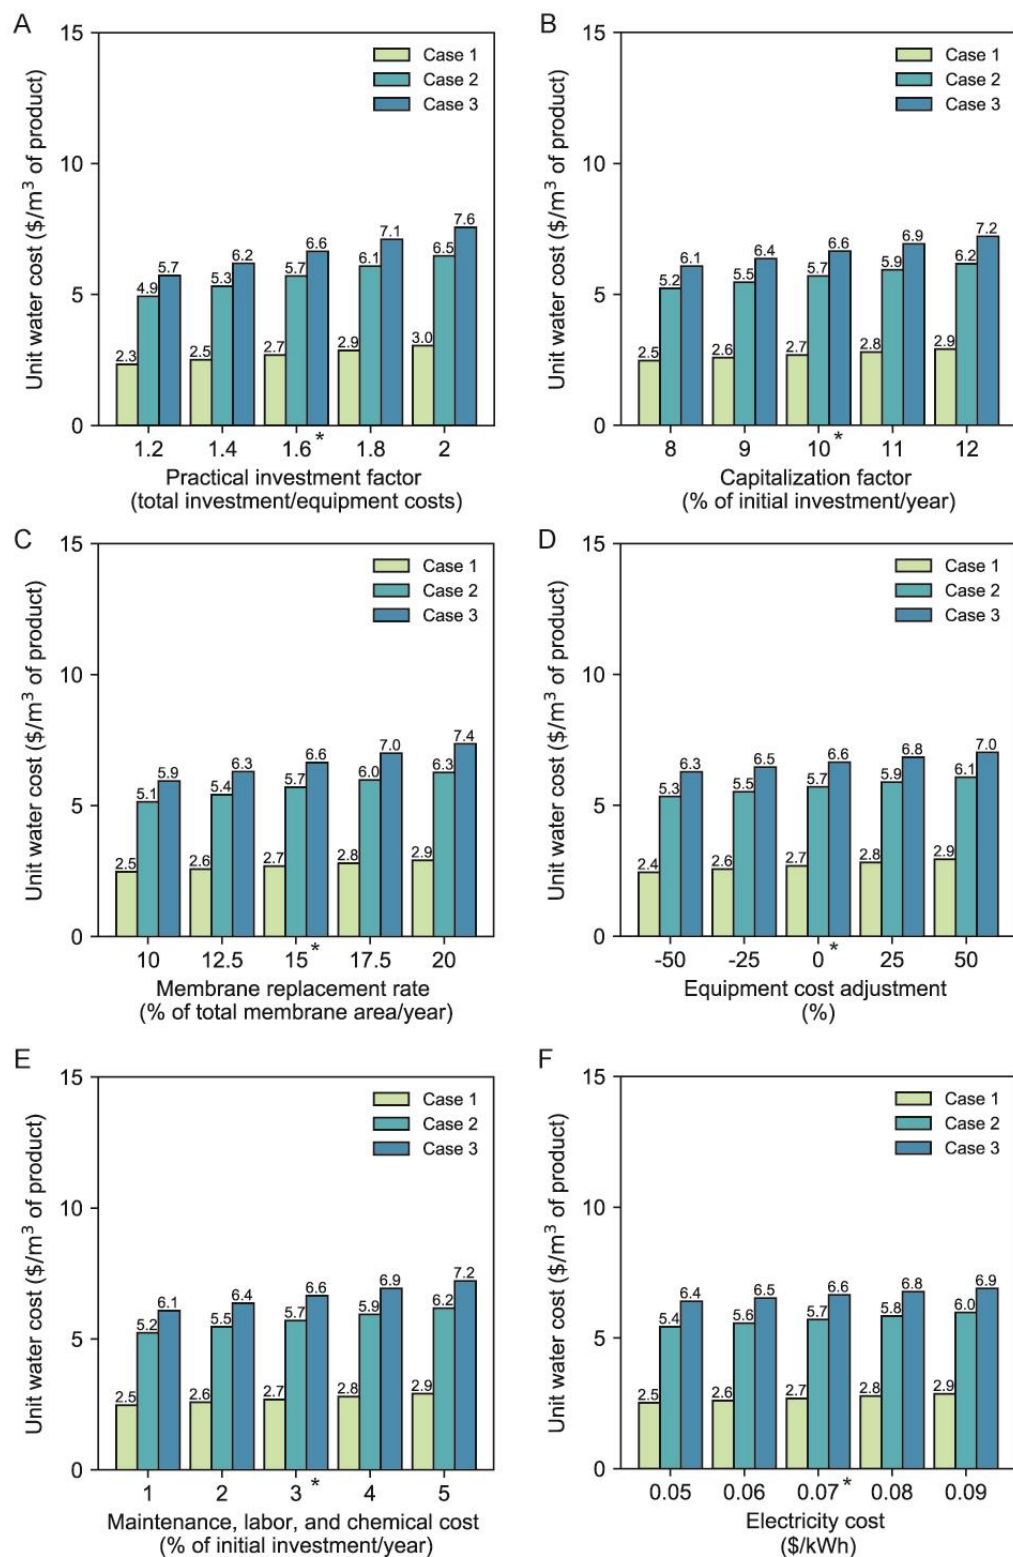 A
Unit water cost ($/m³ of product)
15
10
5
0
Case 1
Case 2
Case 3
2.3 4.9 5.7 2.5 5.3 6.2 2.7 5.7 6.6 2.9 6.1 7.1 3.0 6.5 7.6
1.2 1.4 1.6 * 1.8 2
Practical investment factor
(total investment/equipment costs)
B
Unit water cost ($/m³ of product)
15
10
5
0
Case 1
Case 2
Case 3
2.5 5.2 6.1 2.6 5.5 6.4 2.7 5.7 6.6 2.8 5.9 6.9 2.9 6.2 7.2
8 9 10 * 11 12
Capitalization factor
(% of initial investment/year)
C
Unit water cost ($/m³ of product)
15
10
5
0
Case 1
Case 2
Case 3
2.5 5.1 5.9 2.6 5.4 6.3 2.7 5.7 6.6 2.8 6.0 7.0 2.9 6.3 7.4
10 12.5 15 * 17.5 20
Membrane replacement rate
(% of total membrane area/year)
D
Unit water cost ($/m³ of product)
15
10
5
0
Case 1
Case 2
Case 3
2.4 5.3 6.3 2.6 5.5 6.5 2.7 5.7 6.6 2.8 5.9 6.8 2.9 6.1 7.0
-50 -25 0 * 25 50
Equipment cost adjustment
(%)
E
Unit water cost ($/m³ of product)
15
10
5
0
Case 1
Case 2
Case 3
2.5 5.2 6.1 2.6 5.5 6.4 2.7 5.7 6.6 2.8 5.9 6.9 2.9 6.2 7.2
1 2 3 * 4 5
Maintenance, labor, and chemical cost
(% of initial investment/year)
F
Unit water cost ($/m³ of product)
15
10
5
0
Case 1
Case 2
Case 3
2.5 5.4 6.4 2.6 5.6 6.5 2.7 5.7 6.6 2.8 5.8 6.8 2.9 6.0 6.9
0.05 0.06 0.07 * 0.08 0.09
Electricity cost
($/kWh)